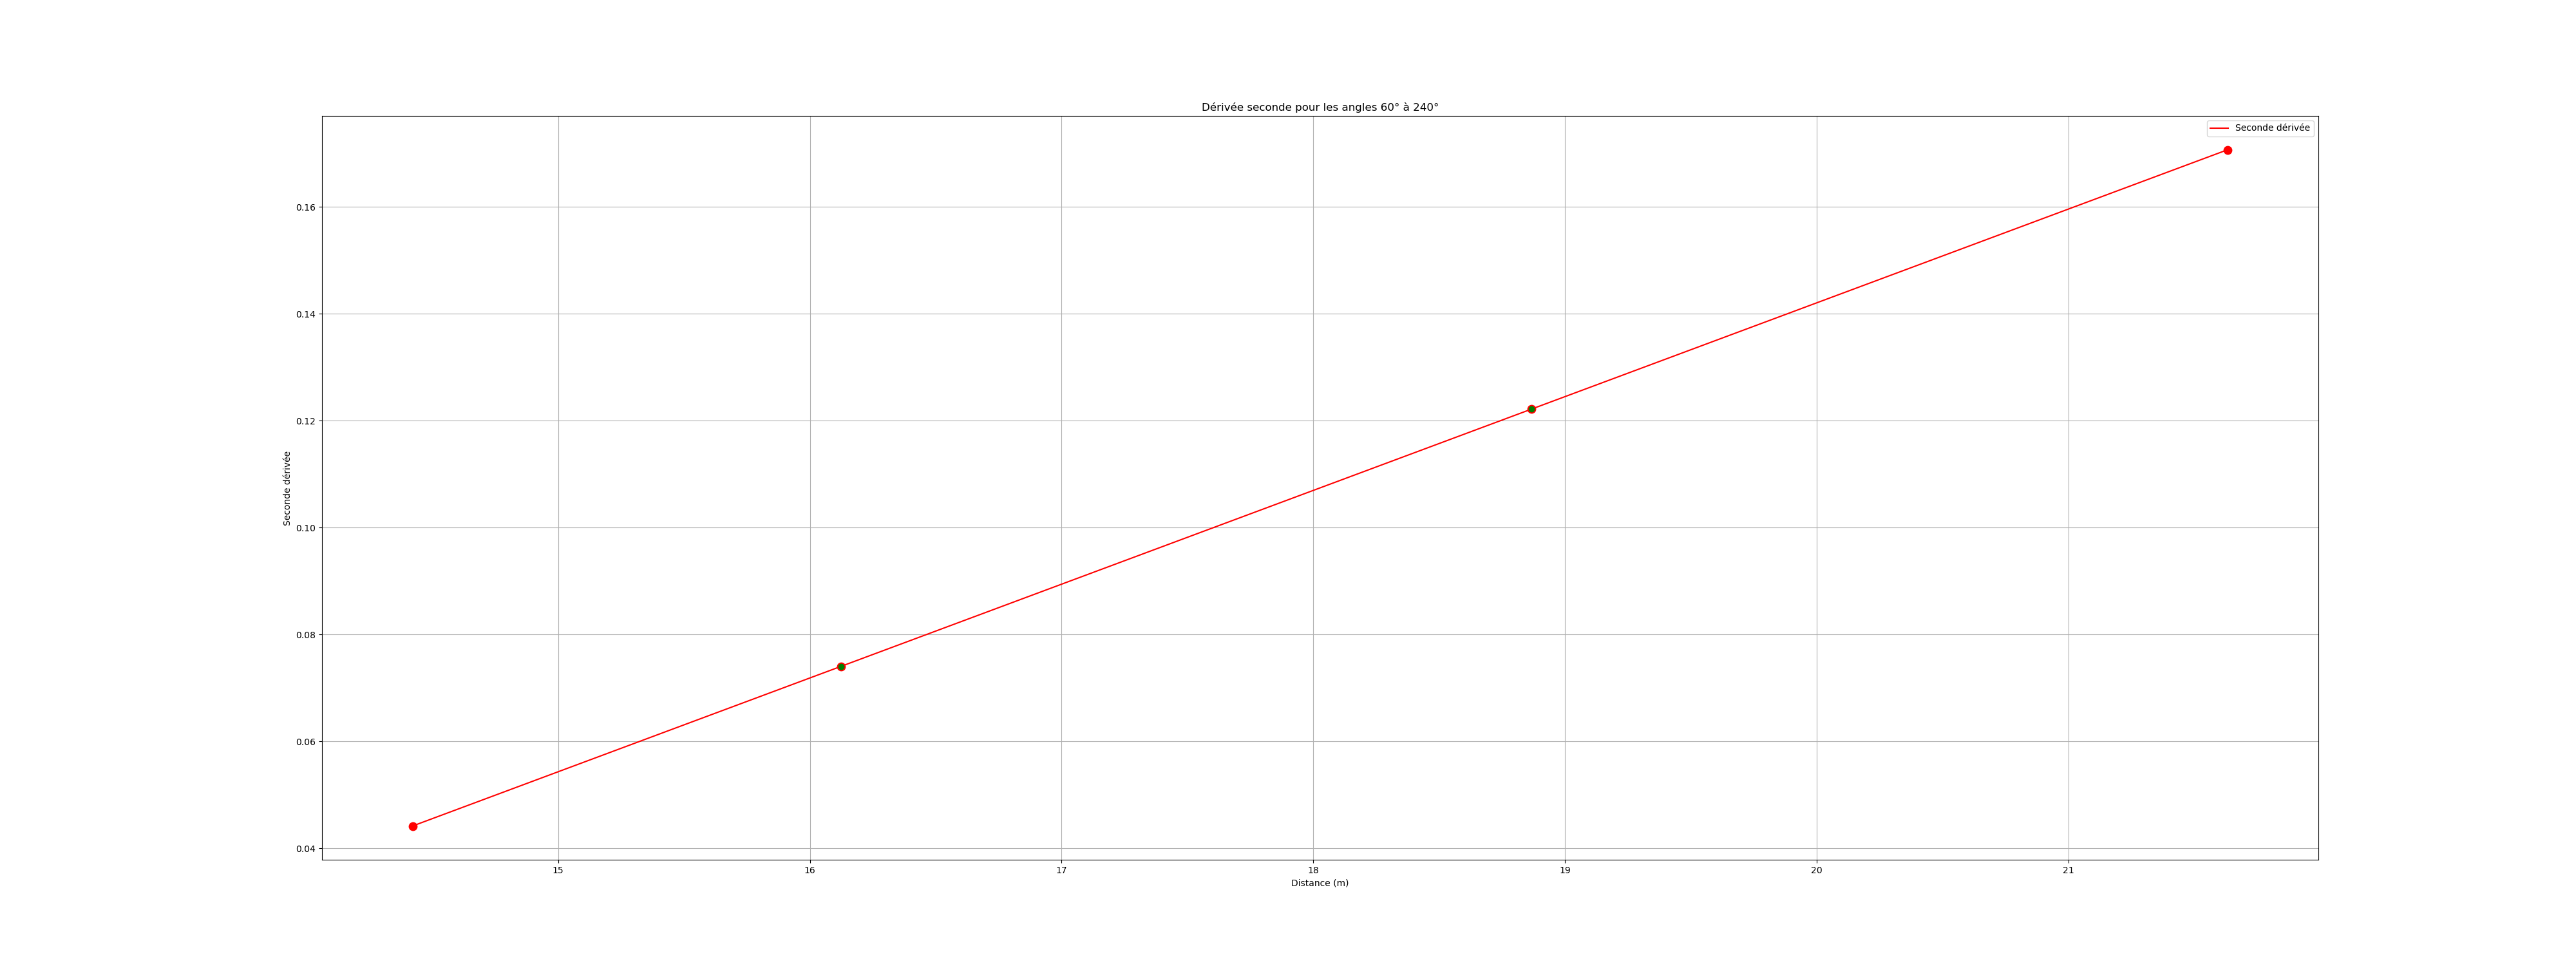 Dérivée seconde pour les angles 60° à 240°
Seconde dérivée
0.16
0.14
0.12
0.10
0.08
0.06
0.04
Seconde dérivée
15 16 17 18 19 20 21
Distance (m)